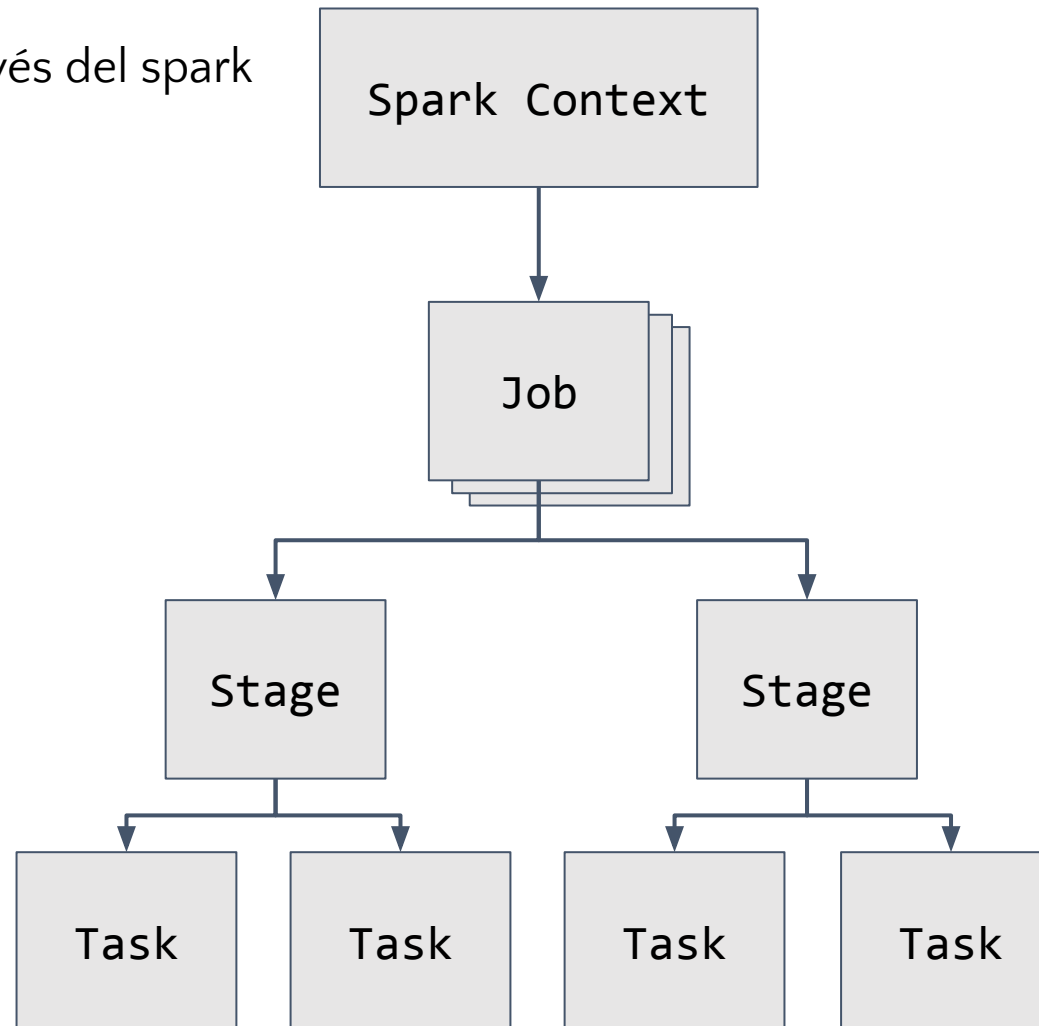 vés del spark
Spark Context
Job
Stage Stage
Task Task Task Task